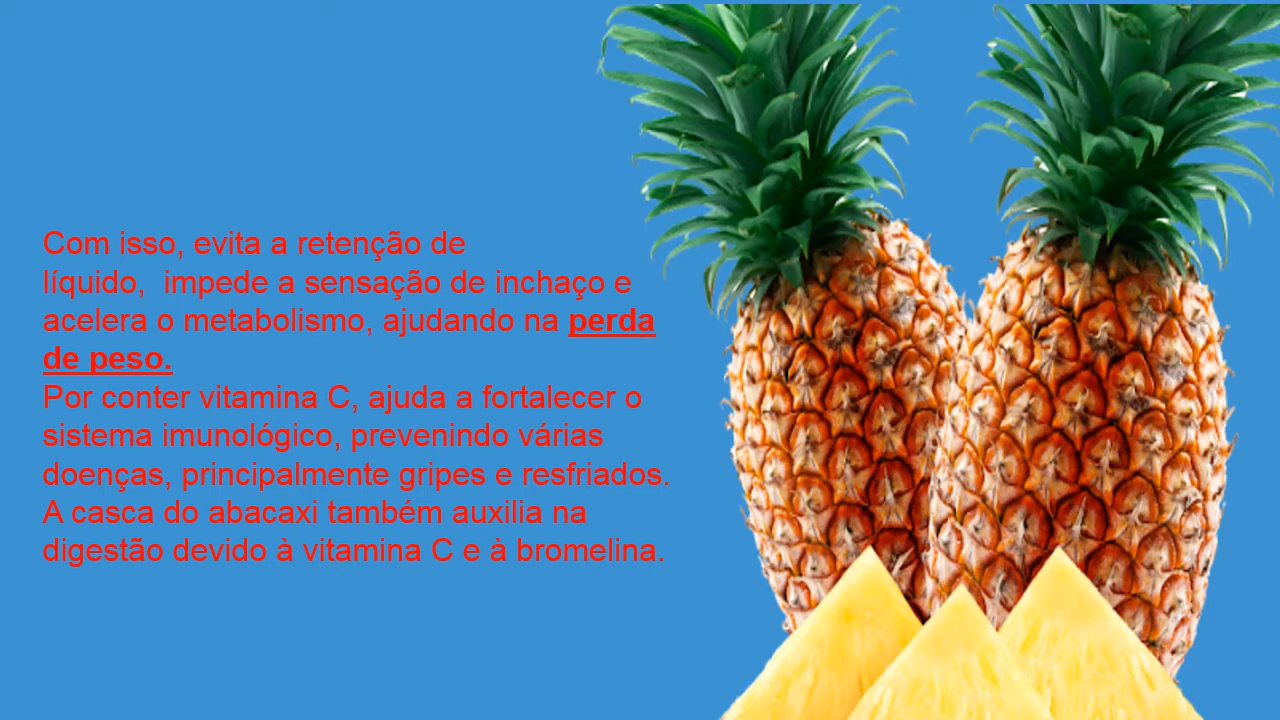 Com isso, evita a retenção de
líquido,  impede a sensação de inchaço e
acelera o metabolismo, ajudando na perda
de peso.
Por conter vitamina C, ajuda a fortalecer o
sistema imunológico, prevenindo várias
doenças, principalmente gripes e resfriados.
A casca do abacaxi também auxilia na
digestão devido à vitamina C e à bromelina.